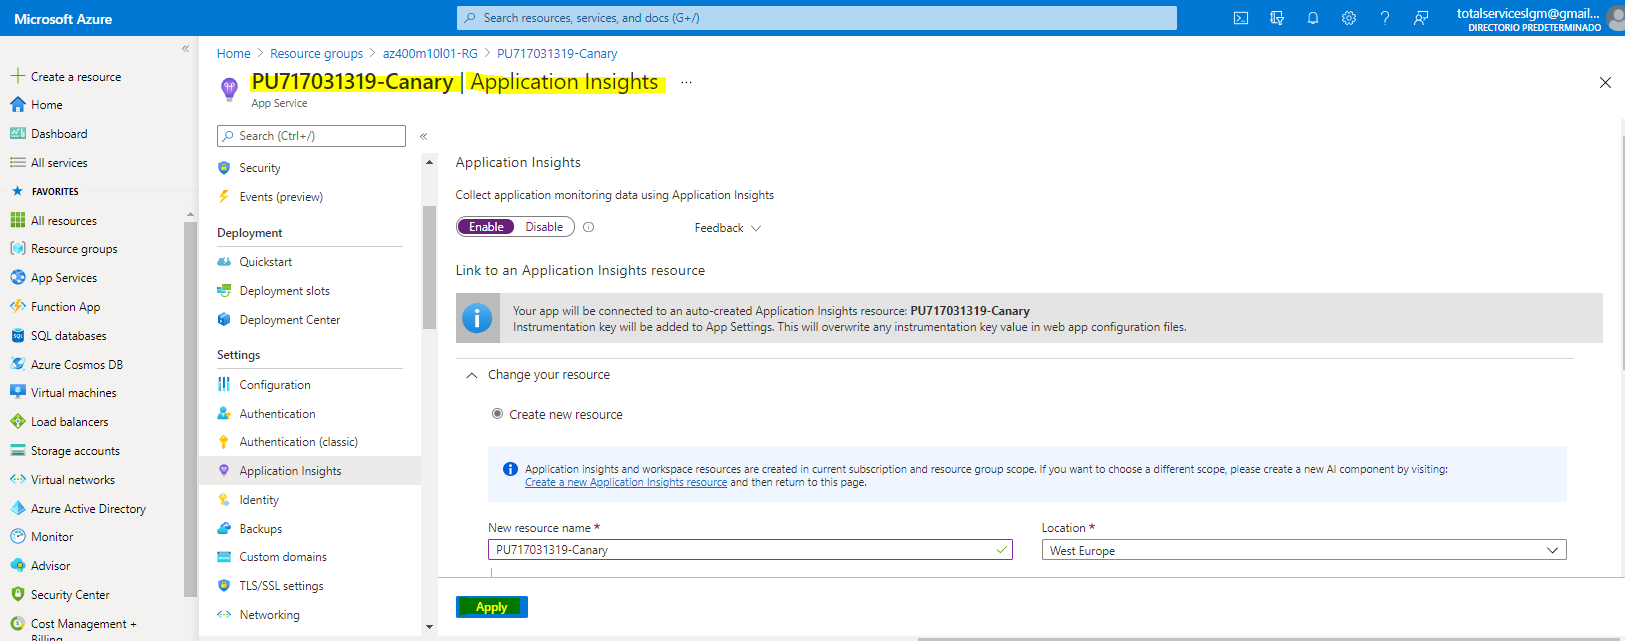 Microsoft Azure
Search resources, services, and docs (G+/)
totalserviceslgm@gmail...
DIRECTORIO PREDETERMINADO
«
Create a resource
Home
Dashboard
All services
FAVORITES
All resources
Resource groups
App Services
Function App
SQL databases
Azure Cosmos DB
Virtual machines
Load balancers
Storage accounts
Virtual networks
Azure Active Directory
Monitor
Advisor
Security Center
Cost Management +
Billing
Home > Resource groups > az400m10l01-RG > PU717031319-Canary
PU717031319-Canary | Application Insights ...
App Service
Search (Ctrl+/)
«
Security
Events (preview)
Deployment
Quickstart
Deployment slots
Deployment Center
Settings
Configuration
Authentication
Authentication (classic)
Application Insights
Identity
Backups
Custom domains
TLS/SSL settings
Networking
Application Insights
Collect application monitoring data using Application Insights
Enable Disable
Feedback
Link to an Application Insights resource
Your app will be connected to an auto-created Application Insights resource: PU717031319-Canary
Instrumentation key will be added to App Settings. This will overwrite any instrumentation key value in web app configuration files.
Change your resource
Create new resource
Application insights and workspace resources are created in current subscription and resource group scope. If you want to choose a different scope, please create a new AI component by visiting:
Create a new Application Insights resource and then return to this page.
New resource name *
PU717031319-Canary
Location *
West Europe
Apply